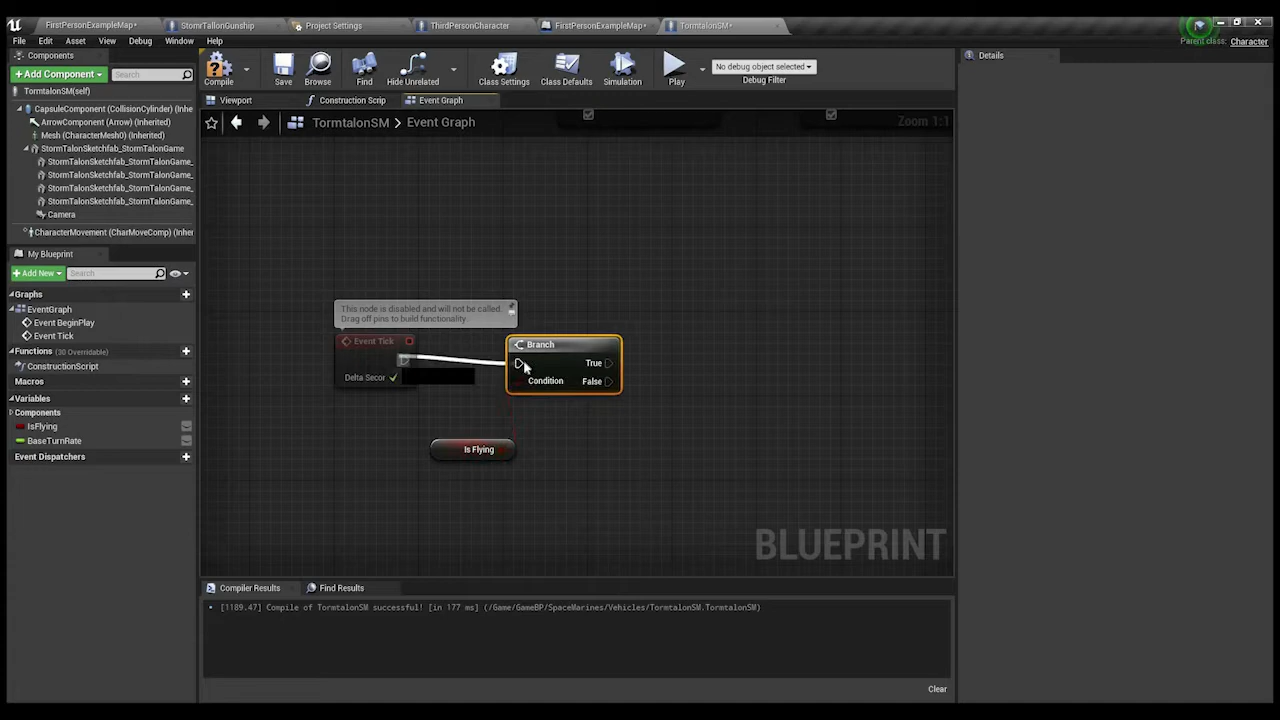 FirstPersonExampleMap•
StomrTallonGunship
Project Settings
ThirdPersonCharacter
FirstPersonExampleMap•
TormtalonSM•
File Edit Asset View Debug Window Help
Parent class: Character
Components
+ Add Component
Search
TormtalonSM(self)
CapsuleComponent (CollisionCylinder) (Inhe
ArrowComponent (Arrow) (Inherited)
Mesh (CharacterMesh0) (Inherited)
StormTalonSketchfab_StormTalonGame
StormTalonSketchfab_StormTalonGame_
StormTalonSketchfab_StormTalonGame_
StormTalonSketchfab_StormTalonGame_
StormTalonSketchfab_StormTalonGame_
Camera
CharacterMovement (CharMoveComp) (Inher
My Blueprint
+ Add New
Search
Graphs
EventGraph
Event BeginPlay
Event Tick
Functions (30 Overridable)
ConstructionScript
Macros
Variables
Components
IsFlying
BaseTurnRate
Event Dispatchers
Compile
Save
Browse
Find
Hide Unrelated
Class Settings
Class Defaults
Simulation
Play
No debug object selected
Debug Filter
Viewport
Construction Scrip
Event Graph
TormtalonSM > Event Graph
Zoom 1:1
This node is disabled and will not be called.
Drag off pins to build functionality.
Event Tick
Delta Secor
Branch
True
Condition
False
Is Flying
BLUEPRINT
Compiler Results
Find Results
[1189.47] Compile of TormtalonSM successful! [in 177 ms] (/Game/GameBP/SpaceMarines/Vehicles/TormtalonSM.TormtalonSM)
Clear
Details